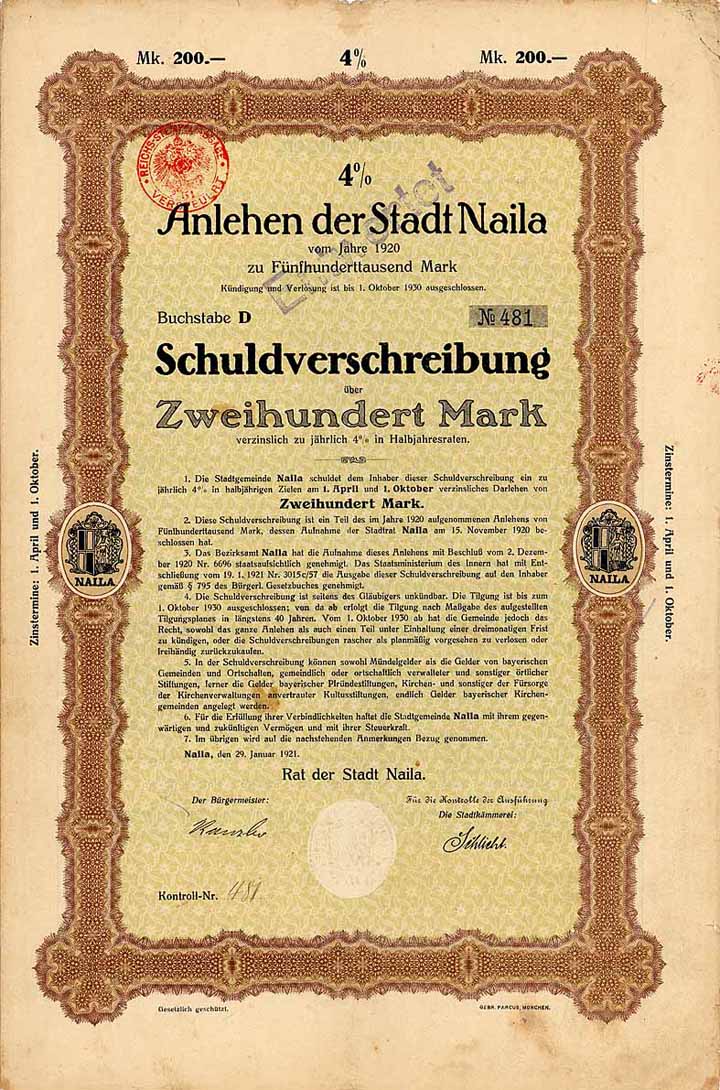 Mk. 200.— 4% Mk. 200.—
REICHS-STEMPELABGABE
VERSTEUERT
4%
Anlehen der Stadt Naila
vom Jahre 1920
zu Fünfhunderttausend Mark
Kündigung und Verlosung ist bis 1. Oktober 1930 ausgeschlossen.
Buchstabe D № 481
Schuldverschreibung
über
Zweihundert Mark
verzinslich zu jährlich 4% in Halbjahresraten.
1. Die Stadtgemeinde Naila schuldet dem Inhaber dieser Schuldverschreibung ein zu
jährlich 4% in halbjährigen Zielen am 1. April und 1. Oktober verzinsliches Darlehen von
Zweihundert Mark.
2. Diese Schuldverschreibung ist ein Teil des im Jahre 1920 aufgenommenen Anlehens von
Fünfhunderttausend Mark, dessen Aufnahme der Stadtrat Naila am 15. November 1920 be-
schlossen hat.
3. Das Bezirksamt Naila hat die Aufnahme dieses Anlehens mit Beschluß vom 2. Dezem-
ber 1920 Nr. 6696 staatsaufsichtlich genehmigt. Das Staatsministerium des Innern hat mit Ent-
schließung vom 19. 1. 1921 Nr. 3015c/57 die Ausgabe dieser Schuldverschreibung auf den Inhaber
gemäß § 795 des Bürgerl. Gesetzbuches genehmigt.
4. Die Schuldverschreibung ist seitens des Gläubigers unkündbar. Die Tilgung ist bis zum
1. Oktober 1930 ausgeschlossen; von da ab erfolgt die Tilgung nach Maßgabe des aufgestellten
Tilgungsplanes in längstens 40 Jahren. Vom 1. Oktober 1930 ab hat die Gemeinde jedoch das
Recht, sowohl das ganze Anlehen als auch einen Teil unter Einhaltung einer dreimonatigen Frist
zu kündigen, oder die Schuldverschreibungen rascher als planmäßig vorgesehen zu verlosen oder
freihändig zurückzukaufen.
5. In der Schuldverschreibung können sowohl Mündelgelder als die Gelder von bayerischen
Gemeinden und Ortschaften, gemeindlich oder ortschaftlich verwalteter und sonstiger örtlicher
Stiftungen, ferner die Gelder bayerischer Pfründestiftungen, Kirchen- und sonstiger der Fürsorge
der Kirchenverwaltungen anvertrauter Kultusstiftungen, endlich Gelder bayerischer Kirchen-
gemeinden angelegt werden.
6. Für die Erfüllung ihrer Verbindlichkeiten haftet die Stadtgemeinde Naila mit ihrem gegen-
wärtigen und zukünftigen Vermögen und mit ihrer Steuerkraft.
7. Im übrigen wird auf die nachstehenden Anmerkungen Bezug genommen.
Naila, den 29. Januar 1921.
Rat der Stadt Naila.
Der Bürgermeister:
Kanzler
Für die Kontrolle der Ausführung
Die Stadtkämmerei:
Schlicht.
Kontroll-Nr. 481
Zinstermine: 1. April und 1. Oktober.
NAILA
Zinstermine: 1. April und 1. Oktober.
NAILA
Gesetzlich geschützt.
GEBR. PARCUS, MÜNCHEN.